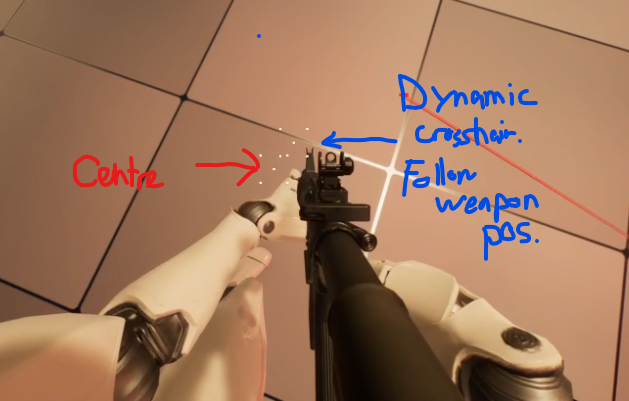 Dynamic
crosshair.
Centre
Follow
weapon
pos.